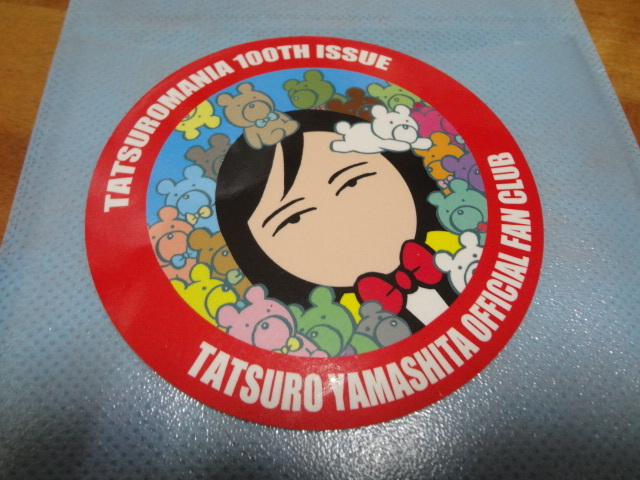 TATSUROMANIA 100TH ISSUE
TATSURO YAMASHITA OFFICIAL FAN CLUB